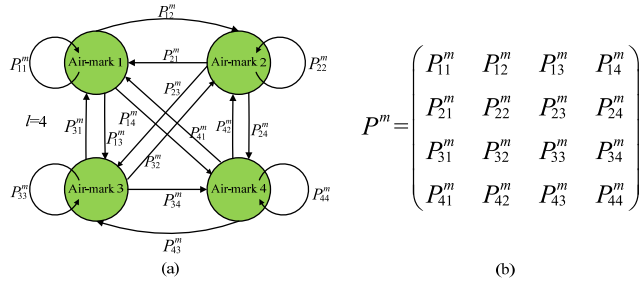 P₁₂ᵐ
Air-mark 1
Air-mark 2
P₁₁ᵐ
P₂₁ᵐ
P₂₂ᵐ
P₂₃ᵐ
l=4
P₃₁ᵐ
P₁₃ᵐ
P₁₄ᵐ
P₃₂ᵐ
P₄₁ᵐ
P₄₂ᵐ
P₂₄ᵐ
Air-mark 3
Air-mark 4
P₃₃ᵐ
P₃₄ᵐ
P₄₄ᵐ
P₄₃ᵐ
(a)
Pᵐ =
P₁₁ᵐ P₁₂ᵐ P₁₃ᵐ P₁₄ᵐ
P₂₁ᵐ P₂₂ᵐ P₂₃ᵐ P₂₄ᵐ
P₃₁ᵐ P₃₂ᵐ P₃₃ᵐ P₃₄ᵐ
P₄₁ᵐ P₄₂ᵐ P₄₃ᵐ P₄₄ᵐ
(b)